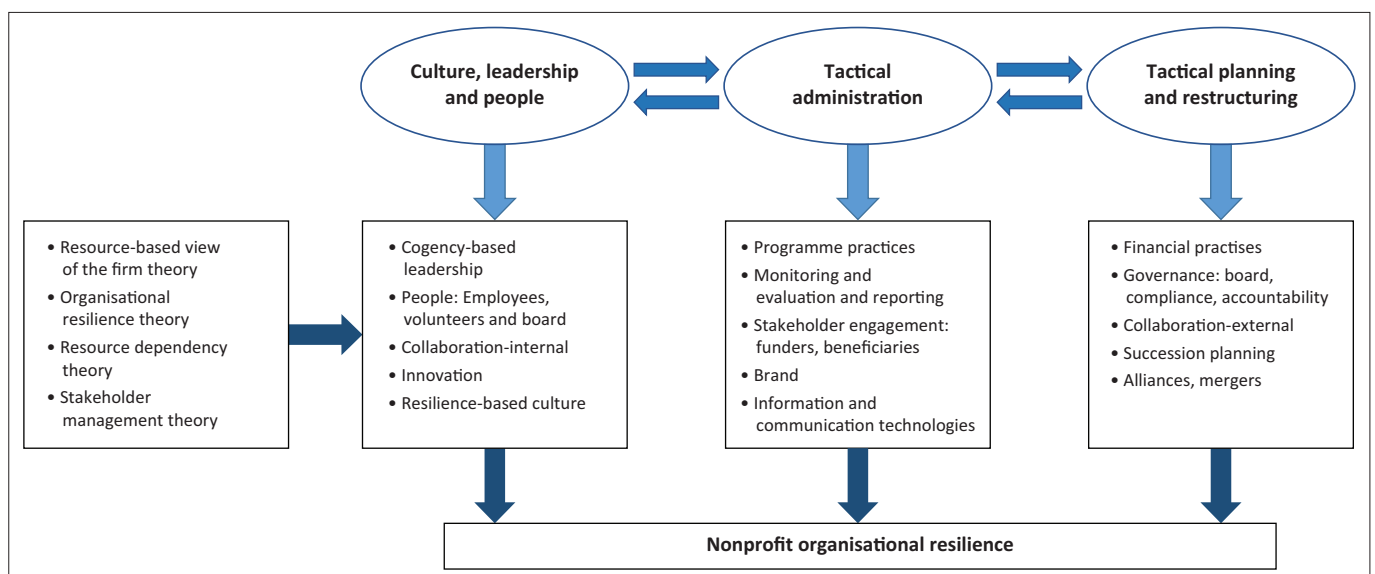 Culture, leadership
and people
Tactical
administration
Tactical planning
and restructuring
• Resource-based view
of the firm theory
• Organisational
resilience theory
• Resource dependency
theory
• Stakeholder
management theory
• Cogency-based
leadership
• People: Employees,
volunteers and board
• Collaboration-internal
• Innovation
• Resilience-based culture
• Programme practices
• Monitoring and
evaluation and reporting
• Stakeholder engagement:
funders, beneficiaries
• Brand
• Information and
communication technologies
• Financial practises
• Governance: board,
compliance, accountability
• Collaboration-external
• Succession planning
• Alliances, mergers
Nonprofit organisational resilience